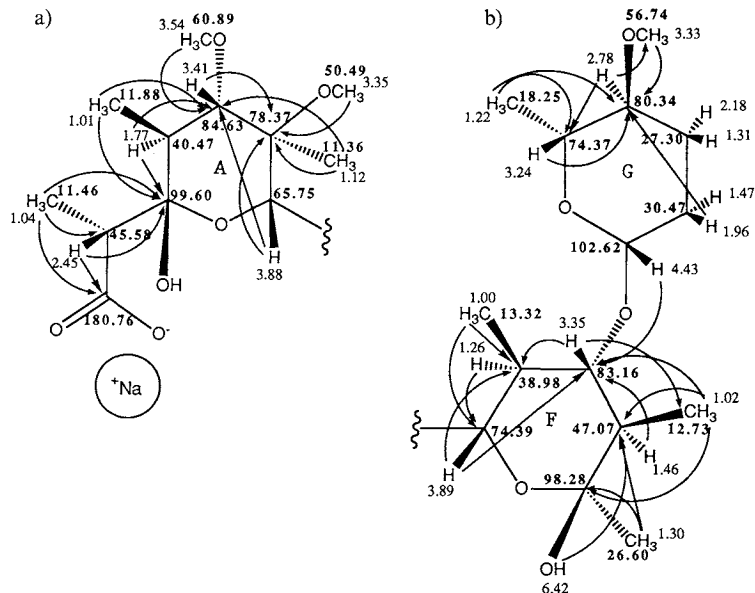 a)
60.89
3.54 H₃CO
50.49
3.41 H
OCH₃ 3.35
H₃C 11.88
1.01
78.37
84.63
1.77
H 40.47
A
11.36
CH₃
1.12
H₃C 11.46
99.60
65.75
1.04
O
45.58
H
2.45
H
3.88
OH
180.76
O
O⁻
⁺Na
b)
56.74
OCH₃ 3.33
2.78
H
H₃C 18.25
1.22
80.34
H 2.18
74.37
27.30
H 1.31
H
3.24
G
H 1.47
O
30.47
H
1.96
102.62
H 4.43
O
1.00
H₃C 13.32
3.35 H
1.26
H
38.98
83.16
1.02
CH₃
12.73
F
74.39
47.07
H
3.89
H
1.46
98.28
O
CH₃ 1.30
26.60
OH
6.42